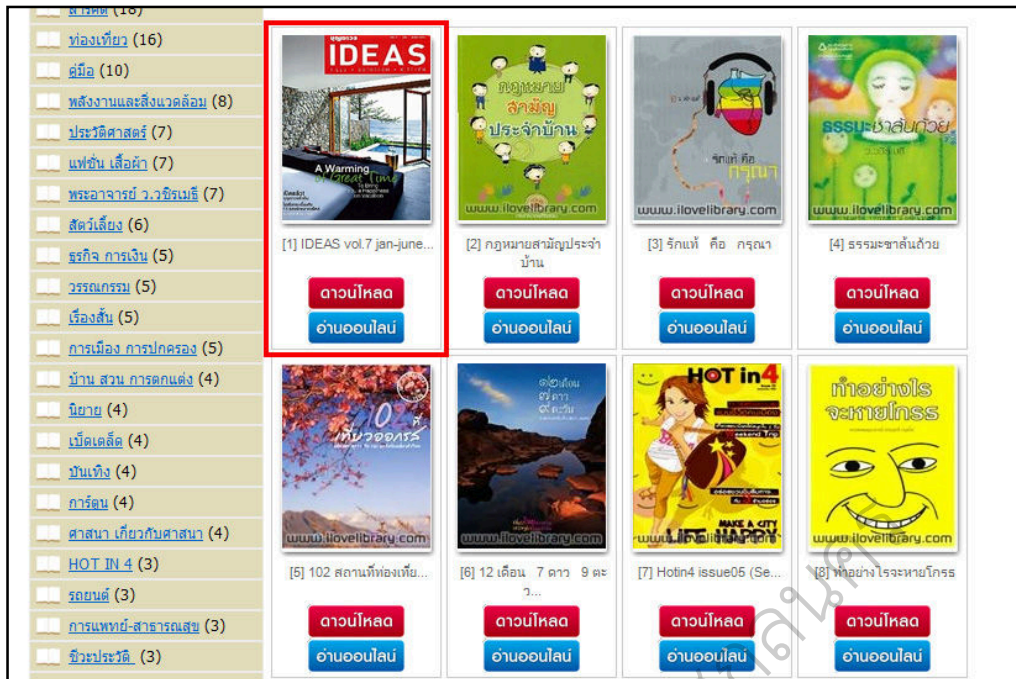 สารคดี (18)
ท่องเที่ยว (16)
คู่มือ (10)
พลังงานและสิ่งแวดล้อม (8)
ประวัติศาสตร์ (7)
แฟชั่น เสื้อผ้า (7)
พระอาจารย์ ว.วชิรเมธี (7)
สัตว์เลี้ยง (6)
ธุรกิจ การเงิน (5)
วรรณกรรม (5)
เรื่องสั้น (5)
การเมือง การปกครอง (5)
บ้าน สวน การตกแต่ง (4)
นิยาย (4)
เบ็ดเตล็ด (4)
บันเทิง (4)
การ์ตูน (4)
ศาสนา เกี่ยวกับศาสนา (4)
HOT IN 4 (3)
รถยนต์ (3)
การแพทย์-สาธารณสุข (3)
ชีวะประวัติ (3)
IDEAS
A Warming
of Great Time
[1] IDEAS vol.7 jan-june...
ดาวน์โหลด
อ่านออนไลน์
กฎหมาย
สามัญ
ประจำบ้าน
www.ilovelibrary.com
[2] กฎหมายสามัญประจำ
บ้าน
ดาวน์โหลด
อ่านออนไลน์
รักแท้ คือ
กรุณา
www.ilovelibrary.com
[3] รักแท้ คือ กรุณา
ดาวน์โหลด
อ่านออนไลน์
ธรรมะชาล้นถ้วย
www.ilovelibrary.com
[4] ธรรมะชาล้นถ้วย
ดาวน์โหลด
อ่านออนไลน์
102 ที่
เที่ยวออกรส
www.ilovelibrary.com
[5] 102 สถานที่ท่องเที่ย...
ดาวน์โหลด
อ่านออนไลน์
๑๒ เดือน
๗ ดาว
๙ ตะวัน
www.ilovelibrary.com
[6] 12 เดือน 7 ดาว 9 ตะ
ว...
ดาวน์โหลด
อ่านออนไลน์
HOT in4
Weekend Trip
MAKE A CITY
LIFE HAPPY
www.ilovelibrary.com
[7] Hotin4 issue05 (Se...
ดาวน์โหลด
อ่านออนไลน์
ทำอย่างไร
จะหายโกรธ
www.ilovelibrary.com
[8] ทำอย่างไรจะหายโกรธ
ดาวน์โหลด
อ่านออนไลน์